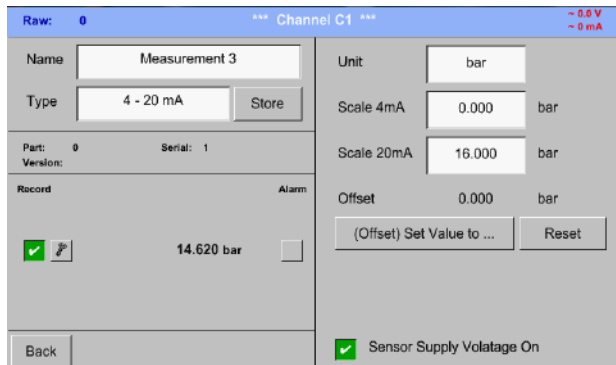 Raw: 0 *** Channel C1 *** ~ 0.0 V
~ 0 mA
Name Measurement 3
Type 4 - 20 mA Store
Part: 0 Serial: 1
Version:
Record Alarm
14.620 bar
Back
Unit bar
Scale 4mA 0.000 bar
Scale 20mA 16.000 bar
Offset 0.000 bar
(Offset) Set Value to ... Reset
Sensor Supply Volatage On